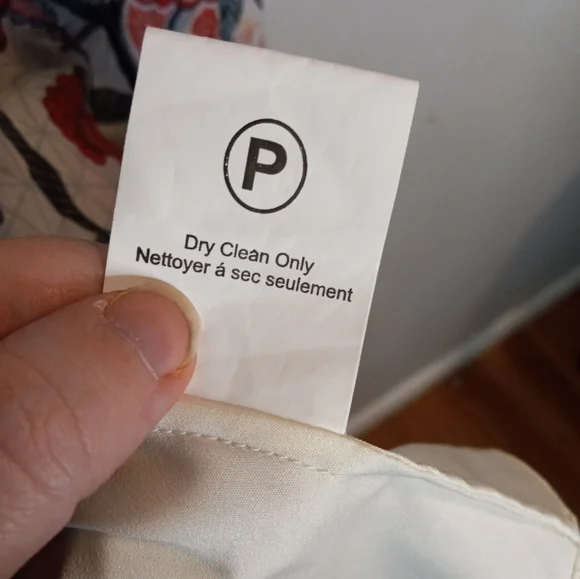 P
Dry Clean Only
Nettoyer á sec seulement